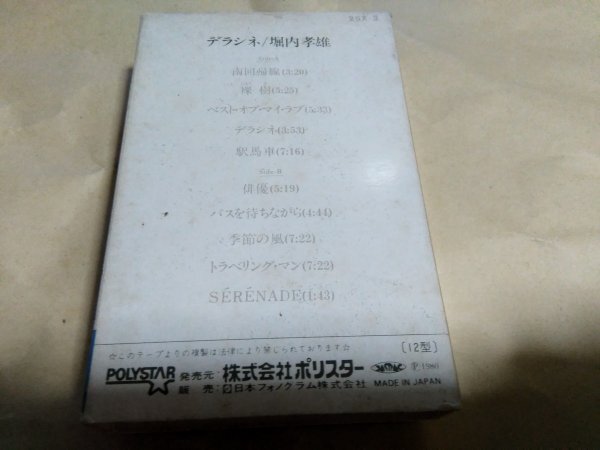 デラシネ/堀内孝雄
Side-A
南回帰線(3:20)
橡樹(5:25)
ベスト・オブ・マイ・ラブ(5:33)
デラシネ(3:53)
駅馬車(7:16)
Side-B
俳優(5:19)
バスを待ちながら(4:44)
季節の風(7:22)
トラベリング・マン(7:22)
SÉRÉNADE(1:43)
☆このテープよりの複製は法律により禁じられております☆
〔12型〕
POLYSTAR 発売元:株式会社ポリスター
Ⓟ1980
販売:日本フォノグラム株式会社 MADE IN JAPAN